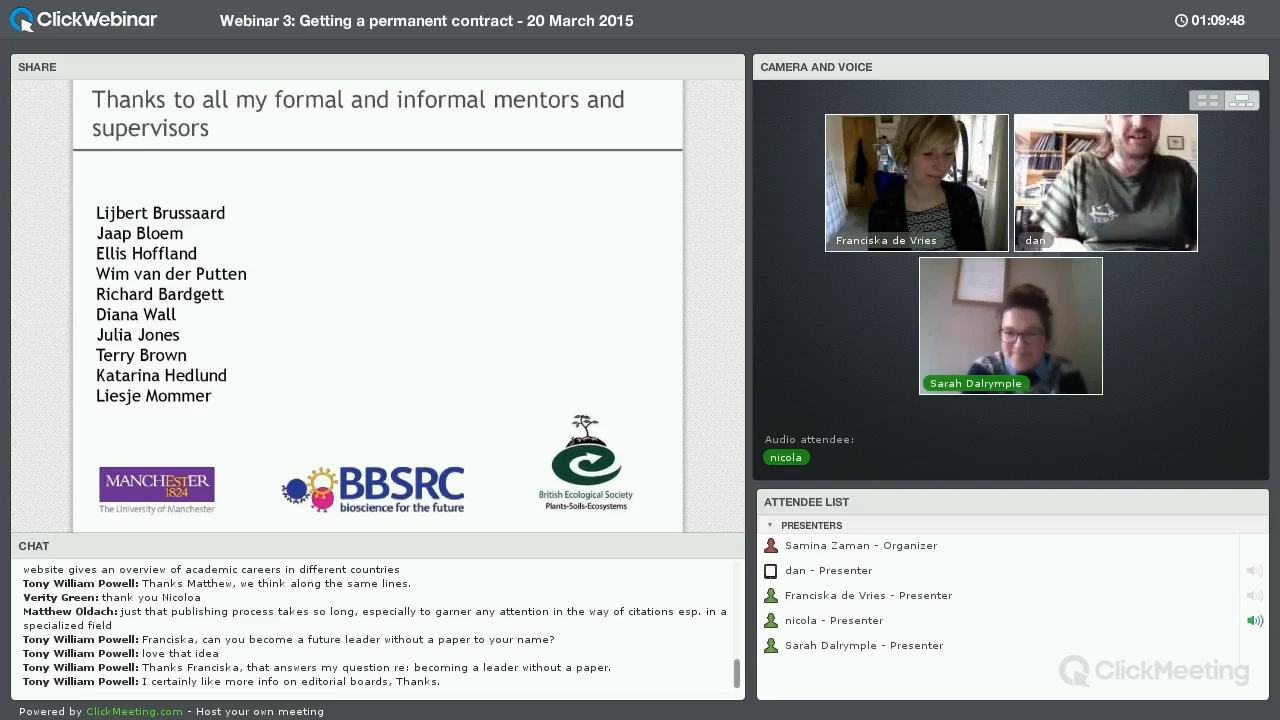 ClickWebinar
Webinar 3: Getting a permanent contract - 20 March 2015
01:09:48
SHARE
Thanks to all my formal and informal mentors and
supervisors
Lijbert Brussaard
Jaap Bloem
Ellis Hoffland
Wim van der Putten
Richard Bardgett
Diana Wall
Julia Jones
Terry Brown
Katarina Hedlund
Liesje Mommer
MANCHESTER
1824
The University of Manchester
BBSRC
bioscience for the future
British Ecological Society
Plants-Soils-Ecosystems
CHAT
website gives an overview of academic careers in different countries
Tony William Powell: Thanks Matthew, we think along the same lines.
Verity Green: thank you Nicoloa
Matthew Oldach: just that publishing process takes so long, especially to garner any attention in the way of citations esp. in a
specialized field
Tony William Powell: Franciska, can you become a future leader without a paper to your name?
Tony William Powell: love that idea
Tony William Powell: Thanks Franciska, that answers my question re: becoming a leader without a paper.
Tony William Powell: I certainly like more info on editorial boards, Thanks.
CAMERA AND VOICE
Franciska de Vries
dan
Sarah Dalrymple
Audio attendee:
nicola
ATTENDEE LIST
PRESENTERS
Samina Zaman - Organizer
dan - Presenter
Franciska de Vries - Presenter
nicola - Presenter
Sarah Dalrymple - Presenter
ClickMeeting
Powered by ClickMeeting.com - Host your own meeting